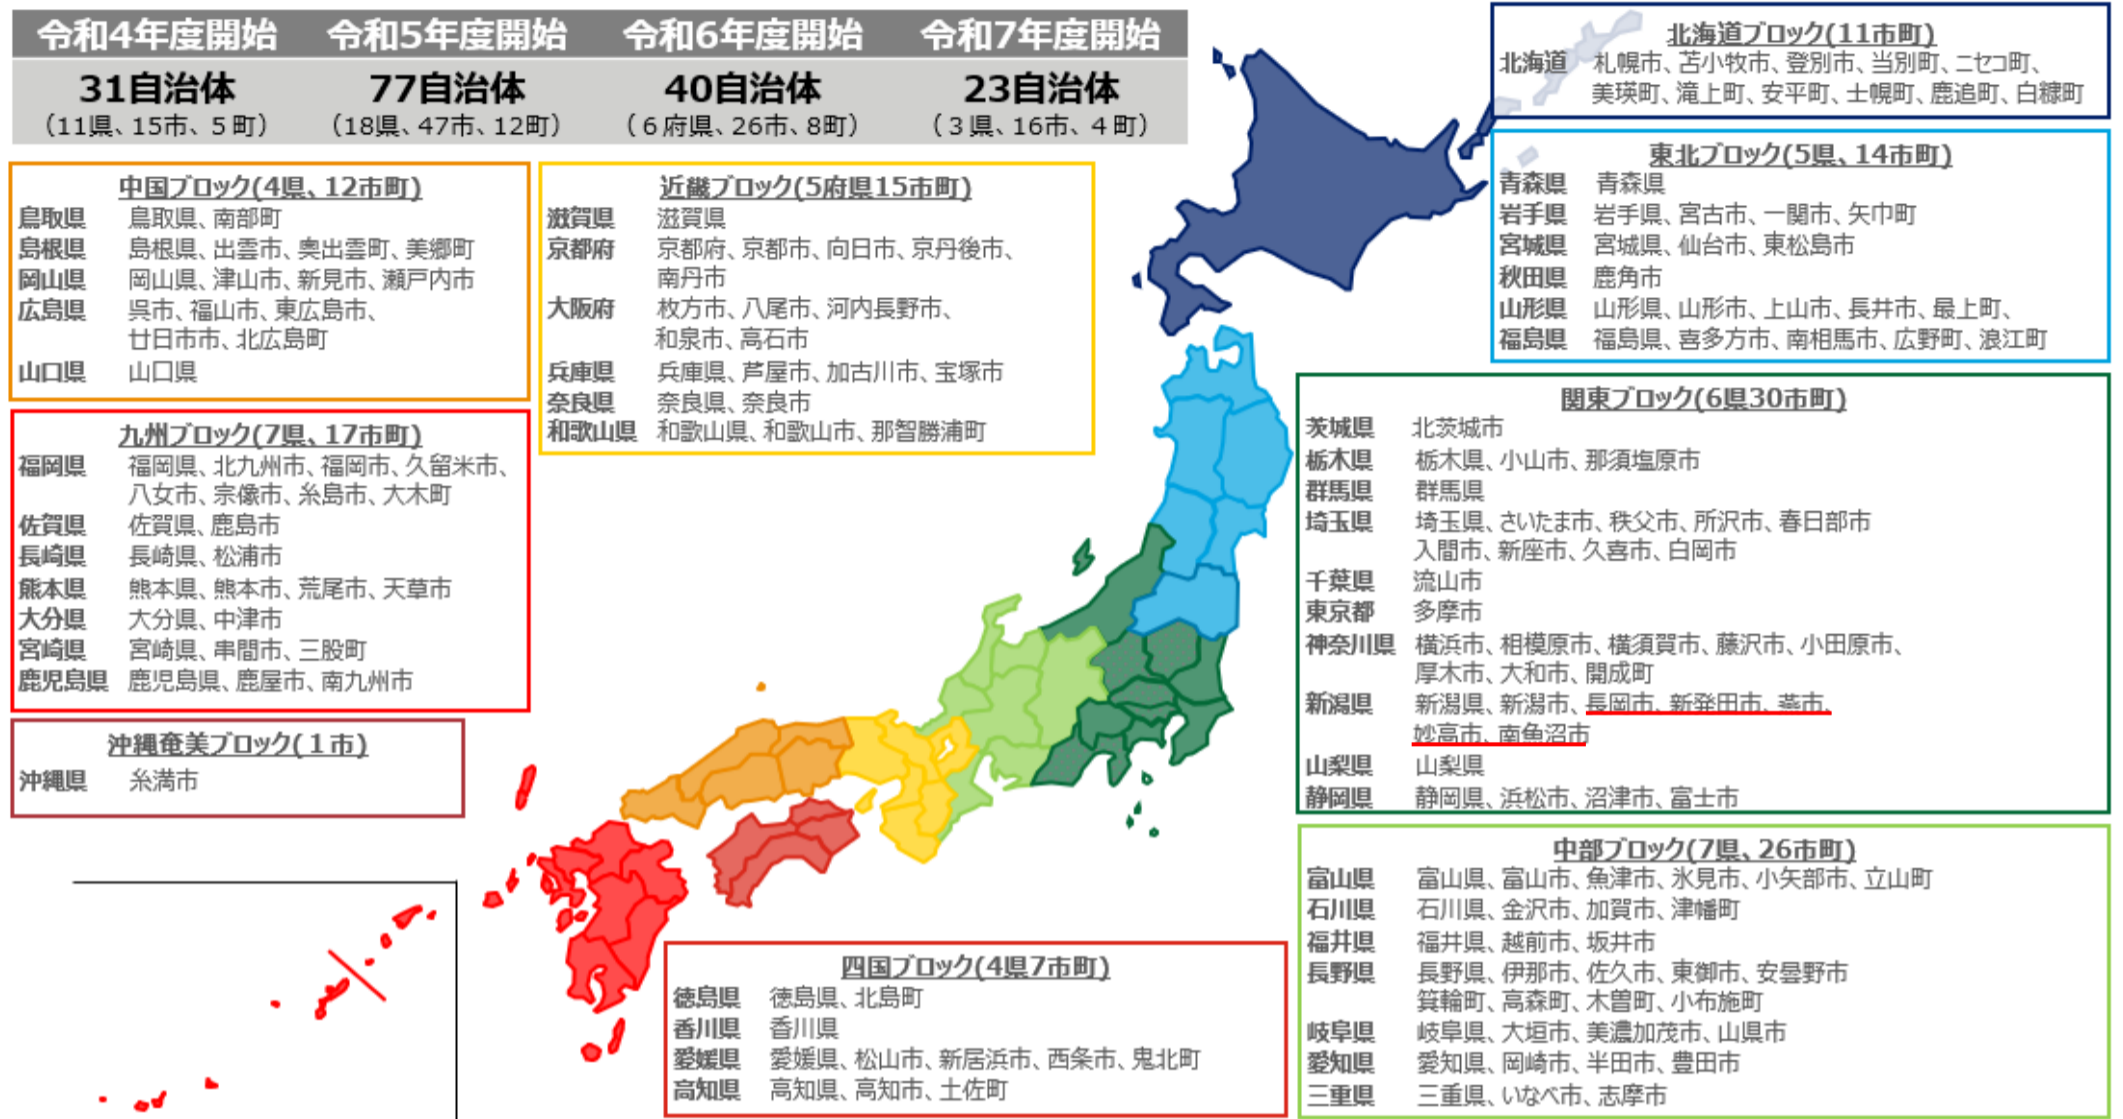 令和4年度開始 令和5年度開始 令和6年度開始 令和7年度開始
31自治体 77自治体 40自治体 23自治体
(11県、15市、5町) (18県、47市、12町) (6府県、26市、8町) (3県、16市、4町)
北海道ブロック(11市町)
北海道 札幌市、苫小牧市、登別市、当別町、ニセコ町、
美瑛町、滝上町、安平町、士幌町、鹿追町、白糠町
東北ブロック(5県、14市町)
青森県 青森県
岩手県 岩手県、宮古市、一関市、矢巾町
宮城県 宮城県、仙台市、東松島市
秋田県 鹿角市
山形県 山形県、山形市、上山市、長井市、最上町、
福島県 福島県、喜多方市、南相馬市、広野町、浪江町
中国ブロック(4県、12市町)
鳥取県 鳥取県、南部町
島根県 島根県、出雲市、奥出雲町、美郷町
岡山県 岡山県、津山市、新見市、瀬戸内市
広島県 呉市、福山市、東広島市、
廿日市市、北広島町
山口県 山口県
近畿ブロック(5府県15市町)
滋賀県 滋賀県
京都府 京都府、京都市、向日市、京丹後市、
南丹市
大阪府 枚方市、八尾市、河内長野市、
和泉市、高石市
兵庫県 兵庫県、芦屋市、加古川市、宝塚市
奈良県 奈良県、奈良市
和歌山県 和歌山県、和歌山市、那智勝浦町
関東ブロック(6県30市町)
茨城県 北茨城市
栃木県 栃木県、小山市、那須塩原市
群馬県 群馬県
埼玉県 埼玉県、さいたま市、秩父市、所沢市、春日部市
入間市、新座市、久喜市、白岡市
千葉県 流山市
東京都 多摩市
神奈川県 横浜市、相模原市、横須賀市、藤沢市、小田原市、
厚木市、大和市、開成町
新潟県 新潟県、新潟市、長岡市、新発田市、燕市、
妙高市、南魚沼市
山梨県 山梨県
静岡県 静岡県、浜松市、沼津市、富士市
九州ブロック(7県、17市町)
福岡県 福岡県、北九州市、福岡市、久留米市、
八女市、宗像市、糸島市、大木町
佐賀県 佐賀県、鹿島市
長崎県 長崎県、松浦市
熊本県 熊本県、熊本市、荒尾市、天草市
大分県 大分県、中津市
宮崎県 宮崎県、串間市、三股町
鹿児島県 鹿児島県、鹿屋市、南九州市
沖縄奄美ブロック(1市)
沖縄県 糸満市
中部ブロック(7県、26市町)
富山県 富山県、富山市、魚津市、氷見市、小矢部市、立山町
石川県 石川県、金沢市、加賀市、津幡町
福井県 福井県、越前市、坂井市
長野県 長野県、伊那市、佐久市、東御市、安曇野市
箕輪町、高森町、木曽町、小布施町
岐阜県 岐阜県、大垣市、美濃加茂市、山県市
愛知県 愛知県、岡崎市、半田市、豊田市
三重県 三重県、いなべ市、志摩市
四国ブロック(4県7市町)
徳島県 徳島県、北島町
香川県 香川県
愛媛県 愛媛県、松山市、新居浜市、西条市、鬼北町
高知県 高知県、高知市、土佐町